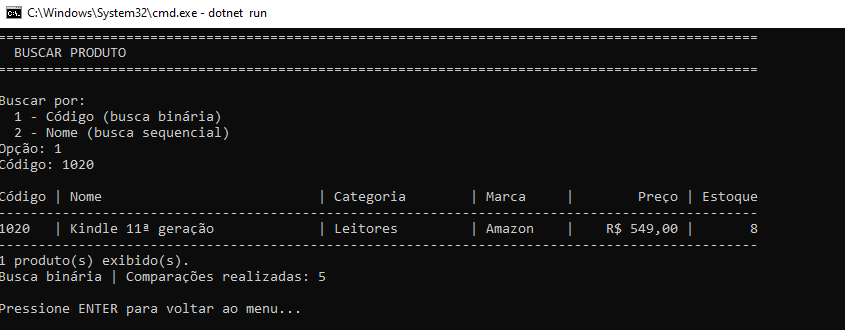 C:\Windows\System32\cmd.exe - dotnet run
===============================================================================================
BUSCAR PRODUTO
===============================================================================================
Buscar por:
1 - Código (busca binária)
2 - Nome (busca sequencial)
Opção: 1
Código: 1020
Código | Nome | Categoria | Marca | Preço | Estoque
-----------------------------------------------------------------------------------------------
1020 | Kindle 11ª geração | Leitores | Amazon | R$ 549,00 | 8
-----------------------------------------------------------------------------------------------
1 produto(s) exibido(s).
Busca binária | Comparações realizadas: 5
Pressione ENTER para voltar ao menu...